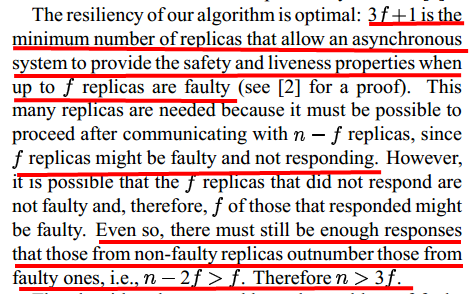 The resiliency of our algorithm is optimal: 3f+1 is the
minimum number of replicas that allow an asynchronous
system to provide the safety and liveness properties when
up to f replicas are faulty (see [2] for a proof). This
many replicas are needed because it must be possible to
proceed after communicating with n − f replicas, since
f replicas might be faulty and not responding. However,
it is possible that the f replicas that did not respond are
not faulty and, therefore, f of those that responded might
be faulty. Even so, there must still be enough responses
that those from non-faulty replicas outnumber those from
faulty ones, i.e., n − 2f > f. Therefore n > 3f.